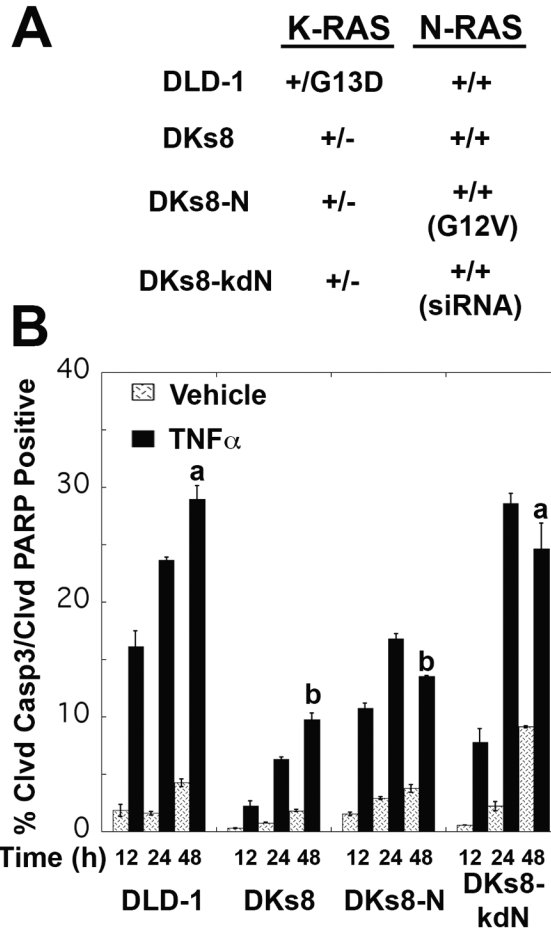 A
K-RAS N-RAS
DLD-1 +/G13D +/+
DKs8 +/- +/+
DKs8-N +/- +/+
(G12V)
DKs8-kdN +/- +/+
(siRNA)
B
% Clvd Casp3/Clvd PARP Positive
40
30
20
10
0
Vehicle
TNFα
a
b
b
a
Time (h) 12 24 48 12 24 48 12 24 48 12 24 48
DLD-1 DKs8 DKs8-N DKs8-
kdN